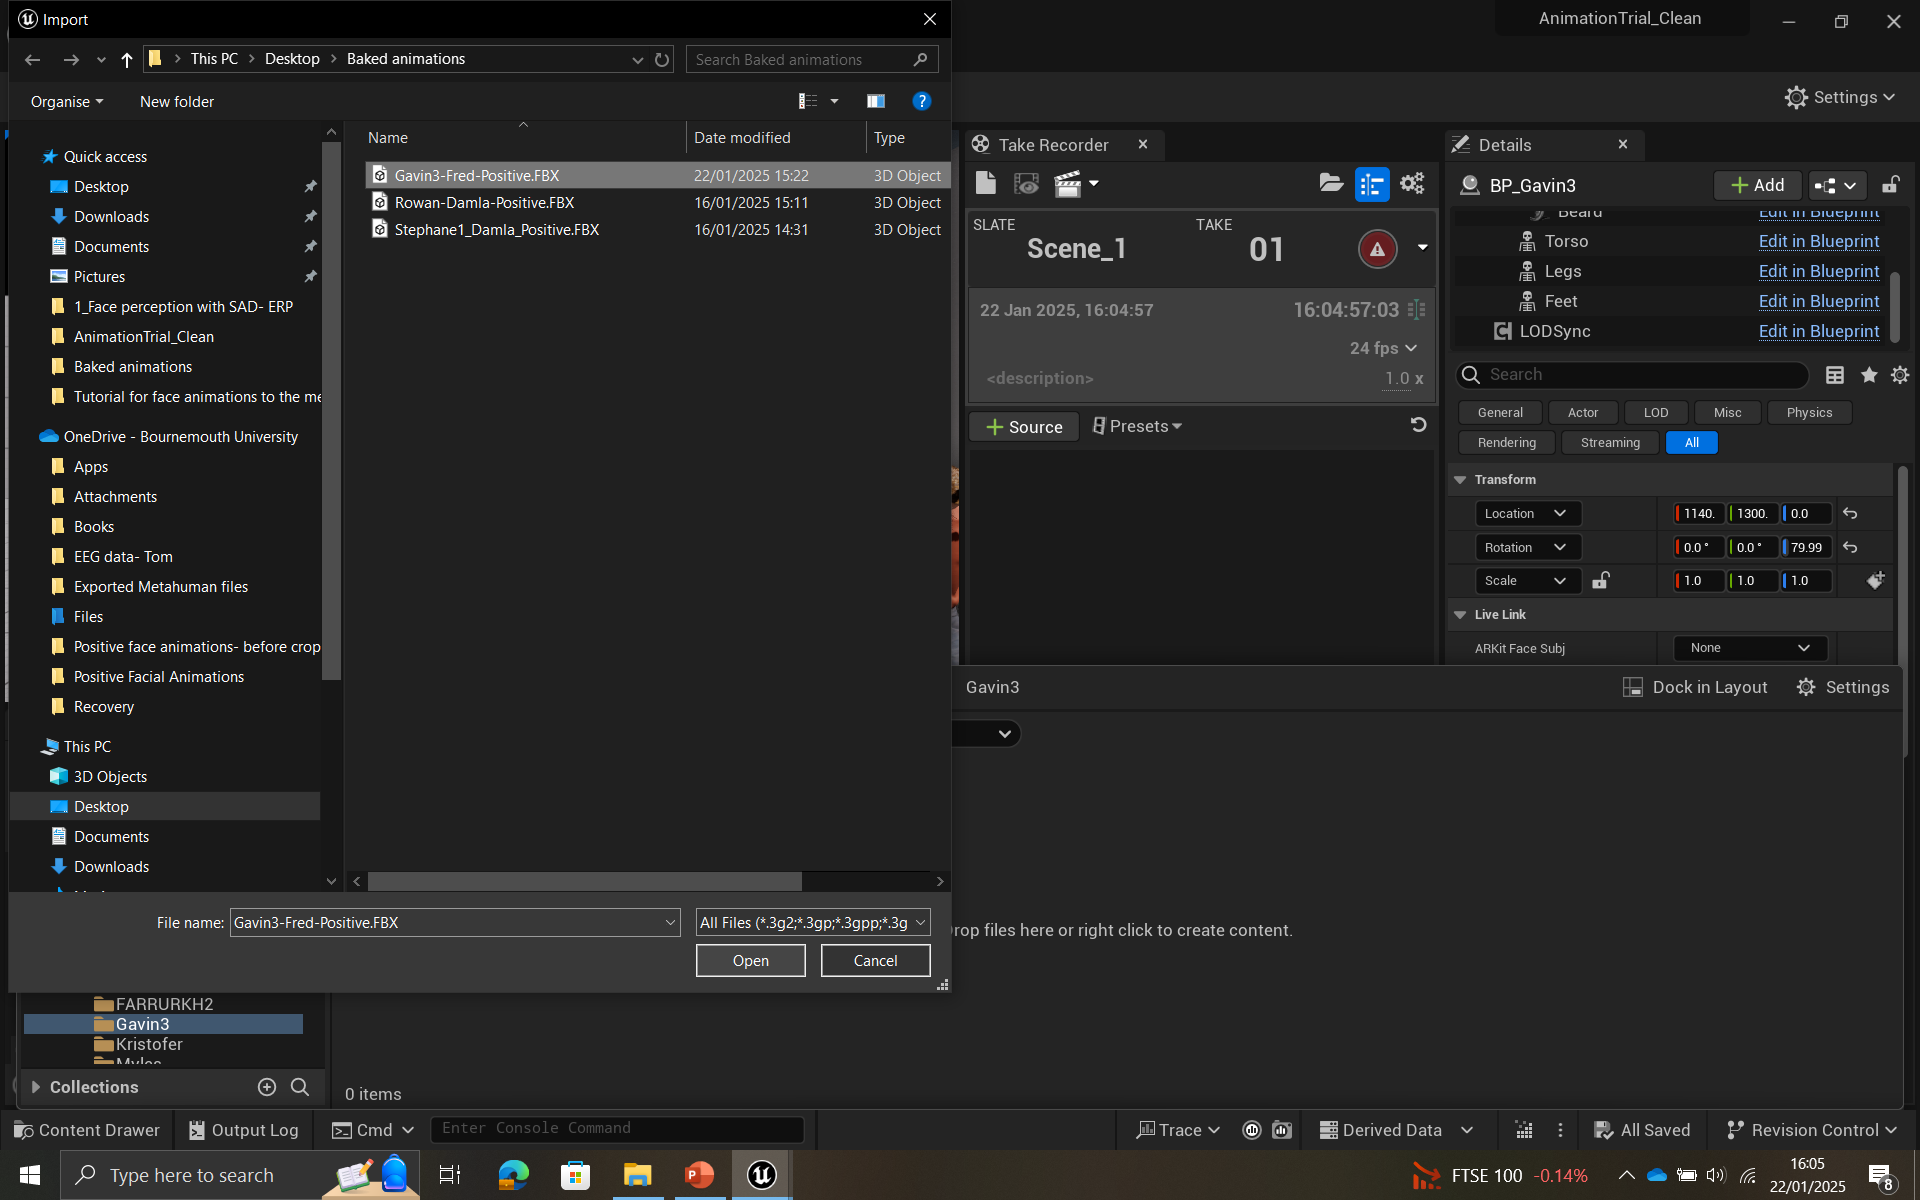 Import
AnimationTrial_Clean
This PC
Desktop
Baked animations
Search Baked animations
Organise
New folder
Settings
Name
Date modified
Type
Gavin3-Fred-Positive.FBX 22/01/2025 15:22 3D Object
Rowan-Damla-Positive.FBX 16/01/2025 15:11 3D Object
Stephane1_Damla_Positive.FBX 16/01/2025 14:31 3D Object
Quick access
Desktop
Downloads
Documents
Pictures
1_Face perception with SAD- ERP
AnimationTrial_Clean
Baked animations
Tutorial for face animations to the me
OneDrive - Bournemouth University
Apps
Attachments
Books
EEG data- Tom
Exported Metahuman files
Files
Positive face animations- before crop
Positive Facial Animations
Recovery
This PC
3D Objects
Desktop
Documents
Downloads
File name: Gavin3-Fred-Positive.FBX
All Files (*.3g2;*.3gp;*.3gpp;*.3g
Open
Cancel
Take Recorder
SLATE
Scene_1
TAKE
01
22 Jan 2025, 16:04:57
16:04:57:03
24 fps
<description>
1.0 x
Source
Presets
Details
BP_Gavin3
Add
Beard Edit in Blueprint
Torso Edit in Blueprint
Legs Edit in Blueprint
Feet Edit in Blueprint
LODSync Edit in Blueprint
Search
General
Actor
LOD
Misc
Physics
Rendering
Streaming
All
Transform
Location 1140. 1300. 0.0
Rotation 0.0 ° 0.0 ° 79.99
Scale 1.0 1.0 1.0
Live Link
ARKit Face Subj None
Gavin3
Dock in Layout
Settings
rop files here or right click to create content.
FARRURKH2
Gavin3
Kristofer
Myles
Collections
0 items
Content Drawer
Output Log
Cmd
Enter Console Command
Trace
Derived Data
All Saved
Revision Control
Type here to search
FTSE 100 -0.14%
16:05
22/01/2025
8